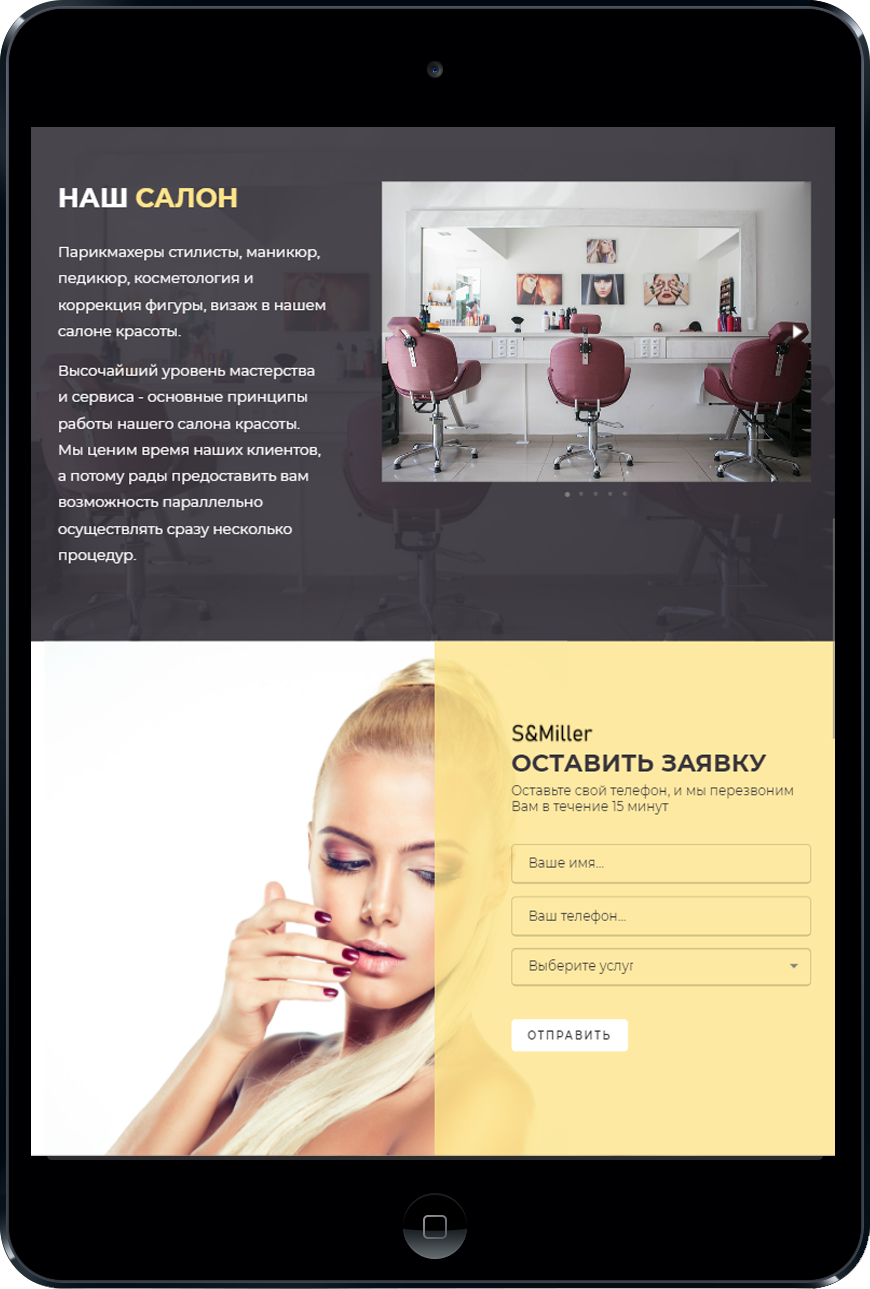 НАШ САЛОН
Парикмахеры стилисты, маникюр,
педикюр, косметология и
коррекция фигуры, визаж в нашем
салоне красоты.
Высочайший уровень мастерства
и сервиса - основные принципы
работы нашего салона красоты.
Мы ценим время наших клиентов,
а потому рады предоставить вам
возможность параллельно
осуществлять сразу несколько
процедур.
S&Miller
ОСТАВИТЬ ЗАЯВКУ
Оставьте свой телефон, и мы перезвоним
Вам в течение 15 минут
Ваше имя...
Ваш телефон...
Выберите услуг
ОТПРАВИТЬ